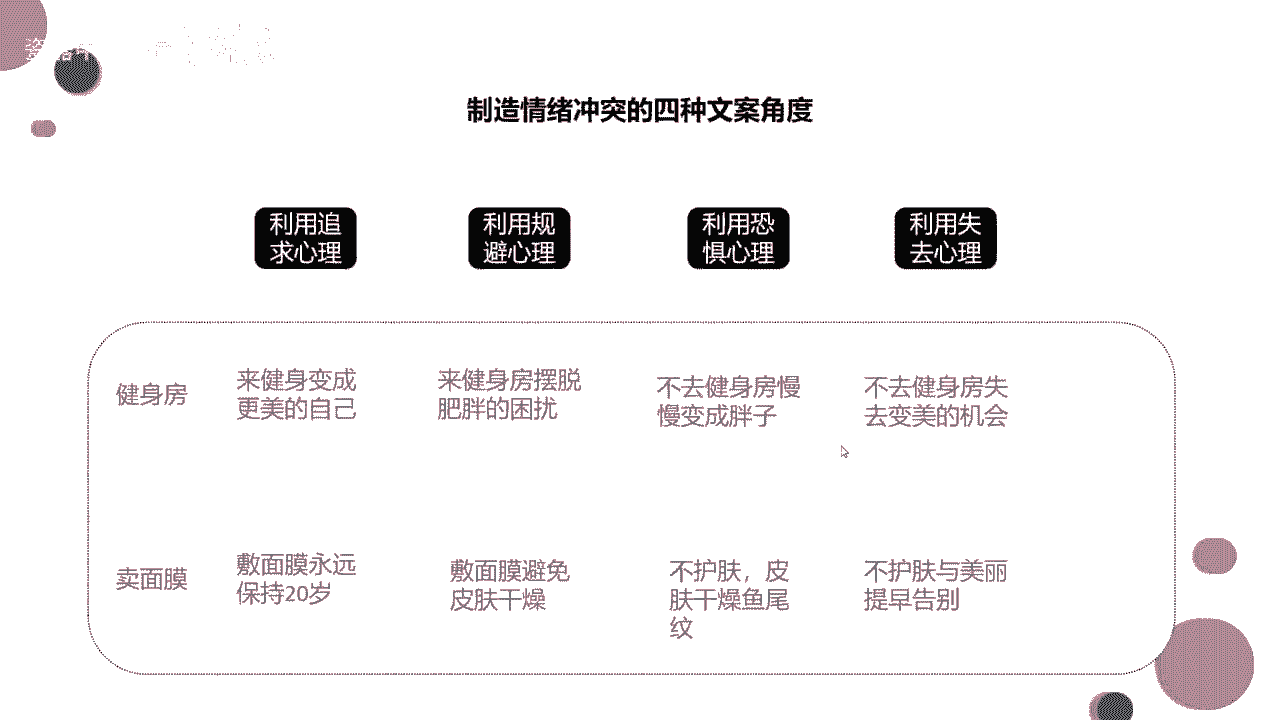 制造情绪冲突的四种文案角度
利用追
求心理
利用规
避心理
利用恐
惧心理
利用失
去心理
健身房
来健身变成
更美的自己
来健身房摆脱
肥胖的困扰
不去健身房慢
慢变成胖子
不去健身房失
去变美的机会
卖面膜
敷面膜永远
保持20岁
敷面膜避免
皮肤干燥
不护肤，皮
肤干燥鱼尾
纹
不护肤与美丽
提早告别